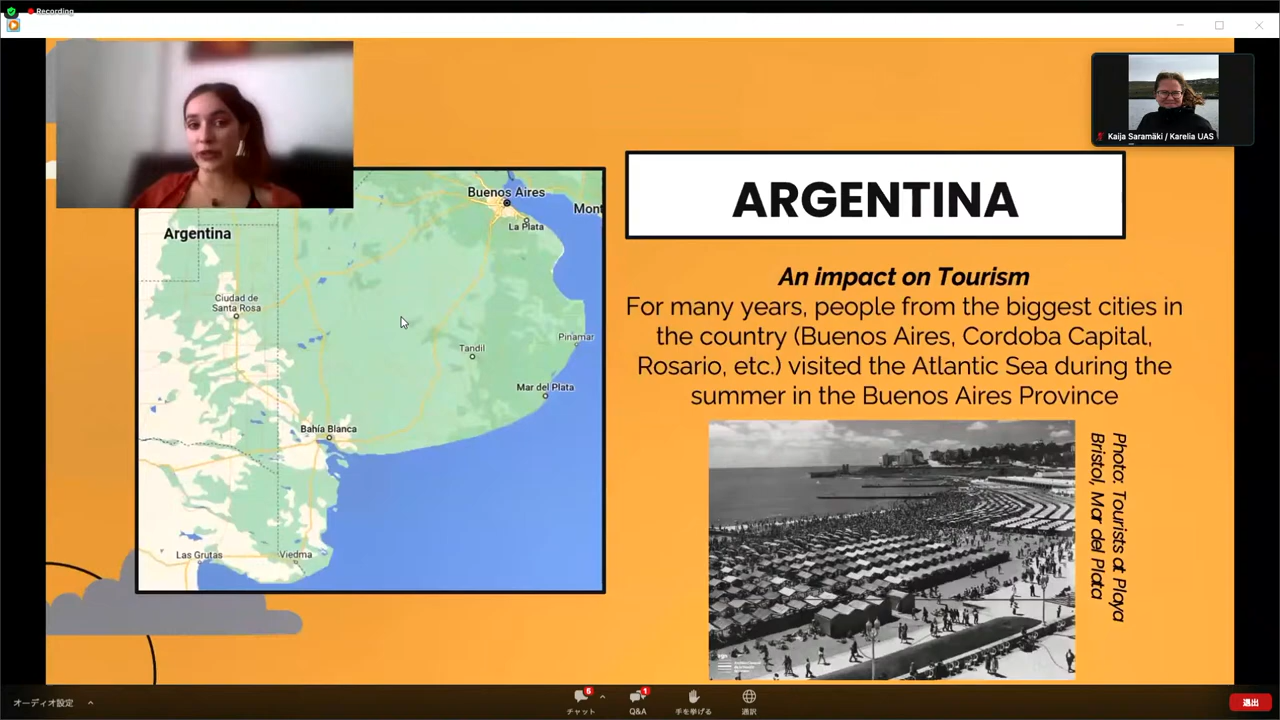 Recording
Kaija Saramäki / Karelia UAS
ARGENTINA
An impact on Tourism
For many years, people from the biggest cities in
the country (Buenos Aires, Cordoba Capital,
Rosario, etc.) visited the Atlantic Sea during the
summer in the Buenos Aires Province
Photo: Tourists at Playa
Bristol, Mar del Plata
Buenos Aires
Mont
La Plata
Argentina
Ciudad de
Santa Rosa
Pinamar
Tandil
Mar del Plata
Bahía Blanca
Las Grutas
Viedma
オーディオ設定
6
チャット
1
Q&A
手を挙げる
通訳
退出